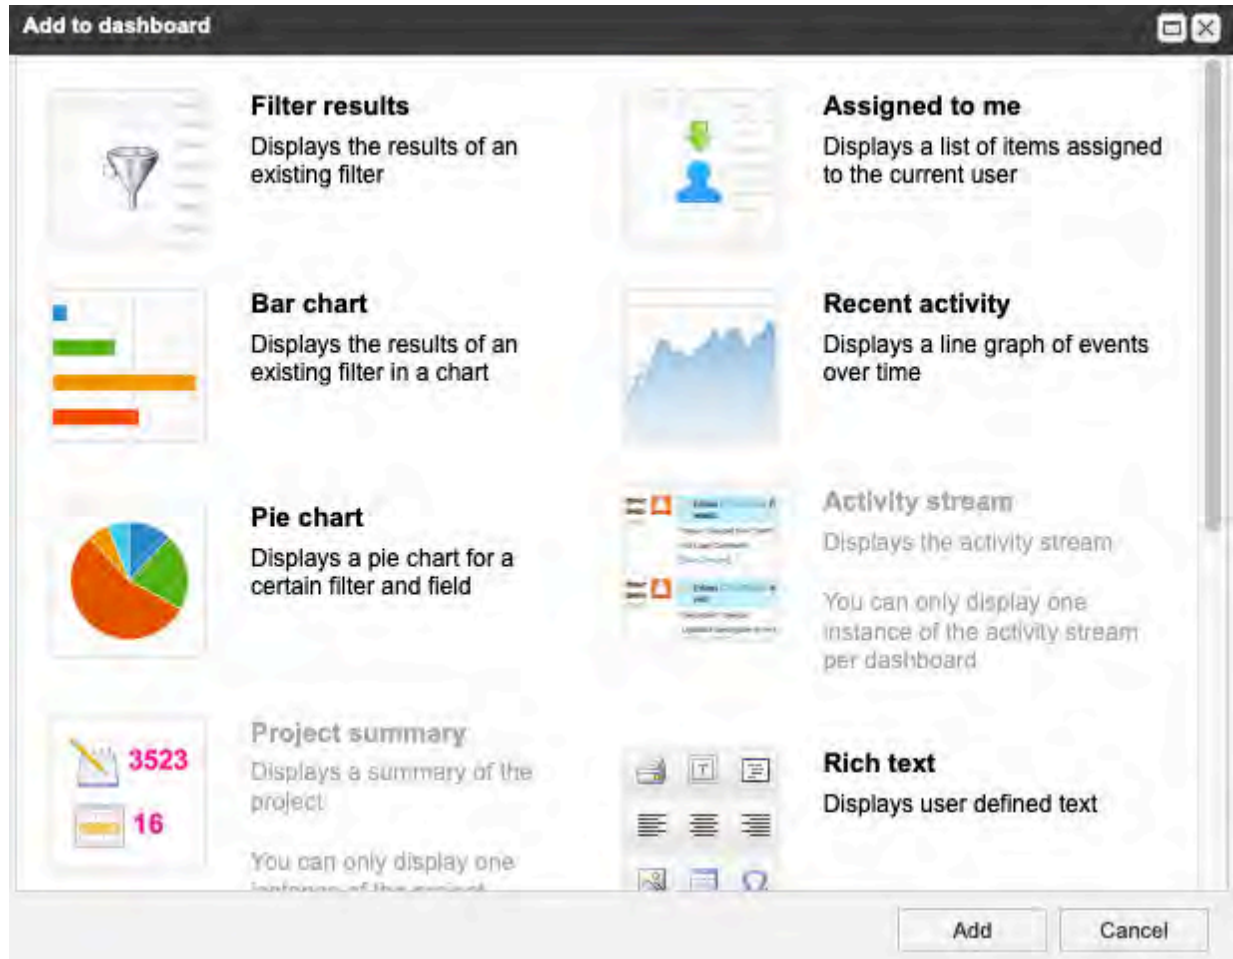 Add to dashboard
Filter results
Displays the results of an
existing filter
Assigned to me
Displays a list of items assigned
to the current user
Bar chart
Displays the results of an
existing filter in a chart
Recent activity
Displays a line graph of events
over time
Pie chart
Displays a pie chart for a
certain filter and field
Activity stream
Displays the activity stream
You can only display one
instance of the activity stream
per dashboard
Project summary
Displays a summary of the
project
You can only display one
instance of the project
3523
16
Rich text
Displays user defined text
T
Add
Cancel